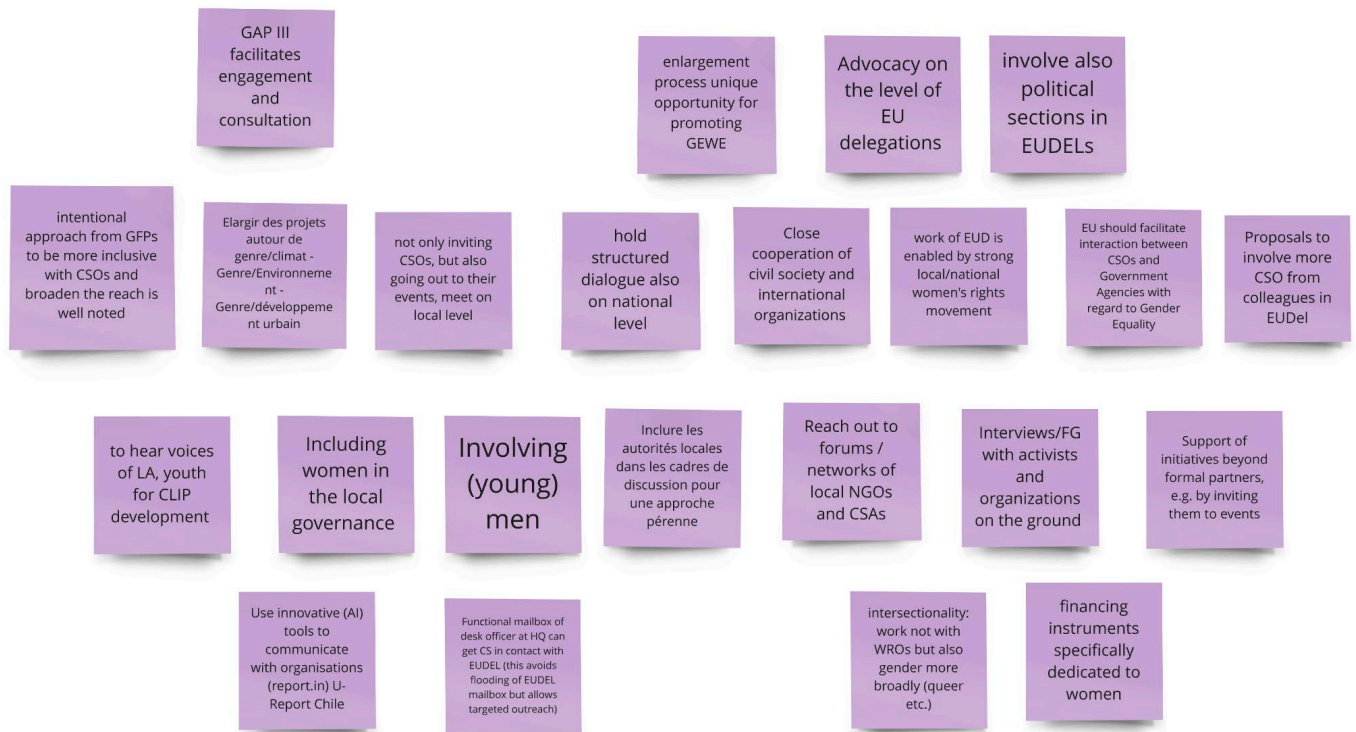 GAP III
facilitates
engagement
and
consultation
enlargement
process unique
opportunity for
promoting
GEWE
Advocacy on
the level of
EU
delegations
involve also
political
sections in
EUDELs
intentional
approach from GFPs
to be more inclusive
with CSOs and
broaden the reach is
well noted
Elargir des projets
autour de
genre/climat -
Genre/Environneme
nt -
Genre/développeme
nt urbain
not only inviting
CSOs, but also
going out to their
events, meet on
local level
hold
structured
dialogue also
on national
level
Close
cooperation of
civil society and
international
organizations
work of EUD is
enabled by strong
local/national
women's rights
movement
EU should facilitate
interaction between
CSOs and
Government
Agencies with
regard to Gender
Equality
Proposals to
involve more
CSO from
colleagues in
EUDel
to hear voices
of LA, youth
for CLIP
development
Including
women in
the local
governance
Involving
(young)
men
Inclure les
autorités locales
dans les cadres de
discussion pour
une approche
pérenne
Reach out to
forums /
networks of
local NGOs
and CSAs
Interviews/FG
with activists
and
organizations
on the ground
Support of
initiatives beyond
formal partners,
e.g. by inviting
them to events
Use innovative (AI)
tools to
communicate
with organisations
(report.in) U-
Report Chile
Functional mailbox of
desk officer at HQ can
get CS in contact with
EUDEL (this avoids
flooding of EUDEL
mailbox but allows
targeted outreach)
intersectionality:
work not with
WROs but also
gender more
broadly (queer
etc.)
financing
instruments
specifically
dedicated to
women